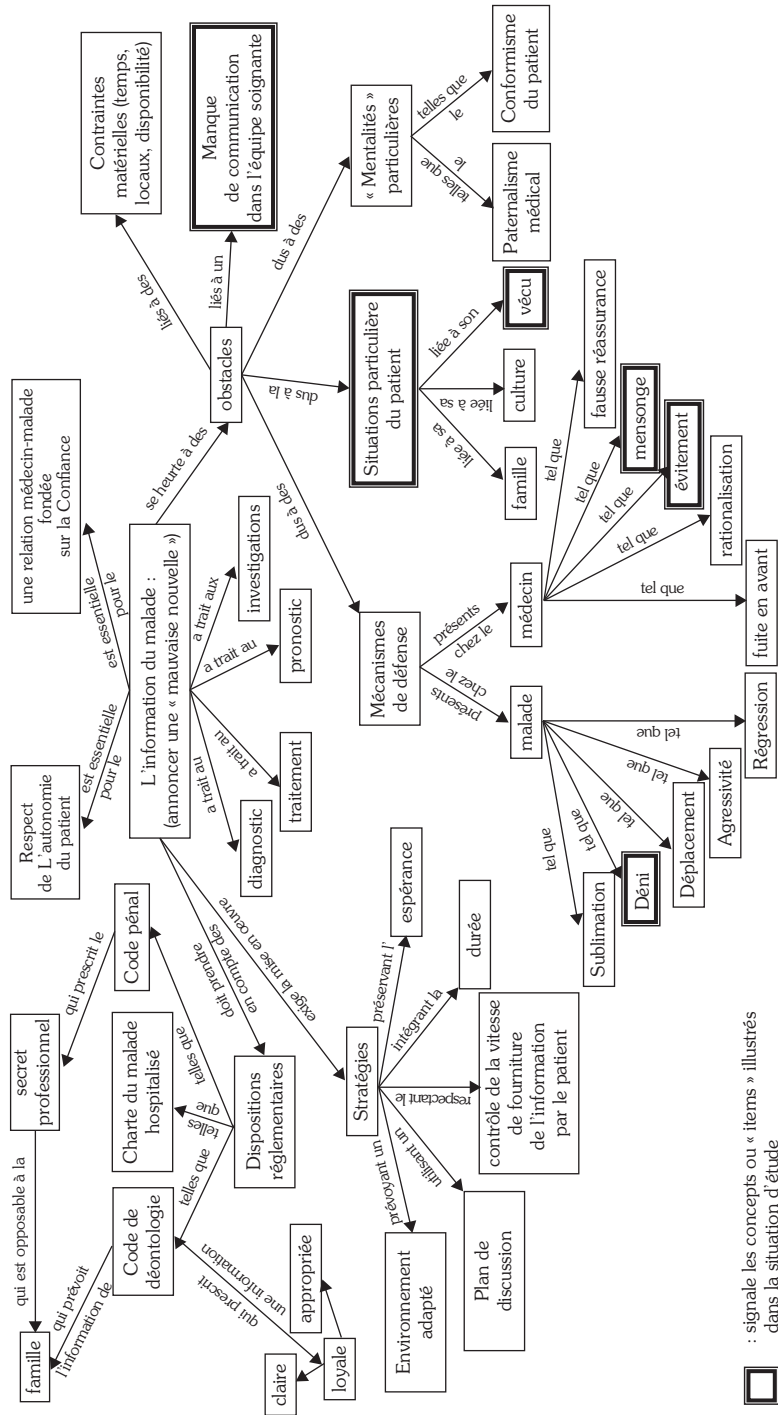 Respect
de L'autonomie
du patient
une relation médecin-malade
fondée
sur la Confiance
Contraintes
matérielles (temps,
locaux, disponibilité)
Manque
de communication
dans l'équipe soignante
est essentielle
pour le
est essentielle
pour le
liés à des
liés à un
L'information du malade :
(annoncer une « mauvaise nouvelle »)
se heurte à des
obstacles
dus à des
« Mentalités »
particulières
telles que
le
telles que
le
Paternalisme
médical
Conformisme
du patient
dus à la
Situations particulière
du patient
liée à sa
liée à sa
liée à son
famille
culture
vécu
a trait au
a trait au
a trait au
a trait aux
diagnostic
traitement
pronostic
investigations
dus à des
Mécanismes
de défense
présents
chez le
présents
chez le
malade
médecin
tel que
tel que
tel que
tel que
tel que
Sublimation
Déni
Déplacement
Agressivité
Régression
tel que
tel que
tel que
tel que
tel que
fausse réassurance
mensonge
évitement
rationalisation
fuite en avant
secret
professionnel
qui prescrit le
Code pénal
qui est opposable à la
famille
qui prévoit
l'information de
Code de
déontologie
Charte du malade
hospitalisé
telles que
telles
que
telles que
Dispositions
réglementaires
doit prendre
en compte des
qui prescrit
une information
claire
loyale
appropriée
exige la mise en œuvre
Stratégies
prévoyant un
utilisant un
respectant le
intégrant la
préservant l'
Environnement
adapté
Plan de
discussion
contrôle de la vitesse
de fourniture
de l'information
par le patient
durée
espérance
: signale les concepts ou « items » illustrés
dans la situation d'étude